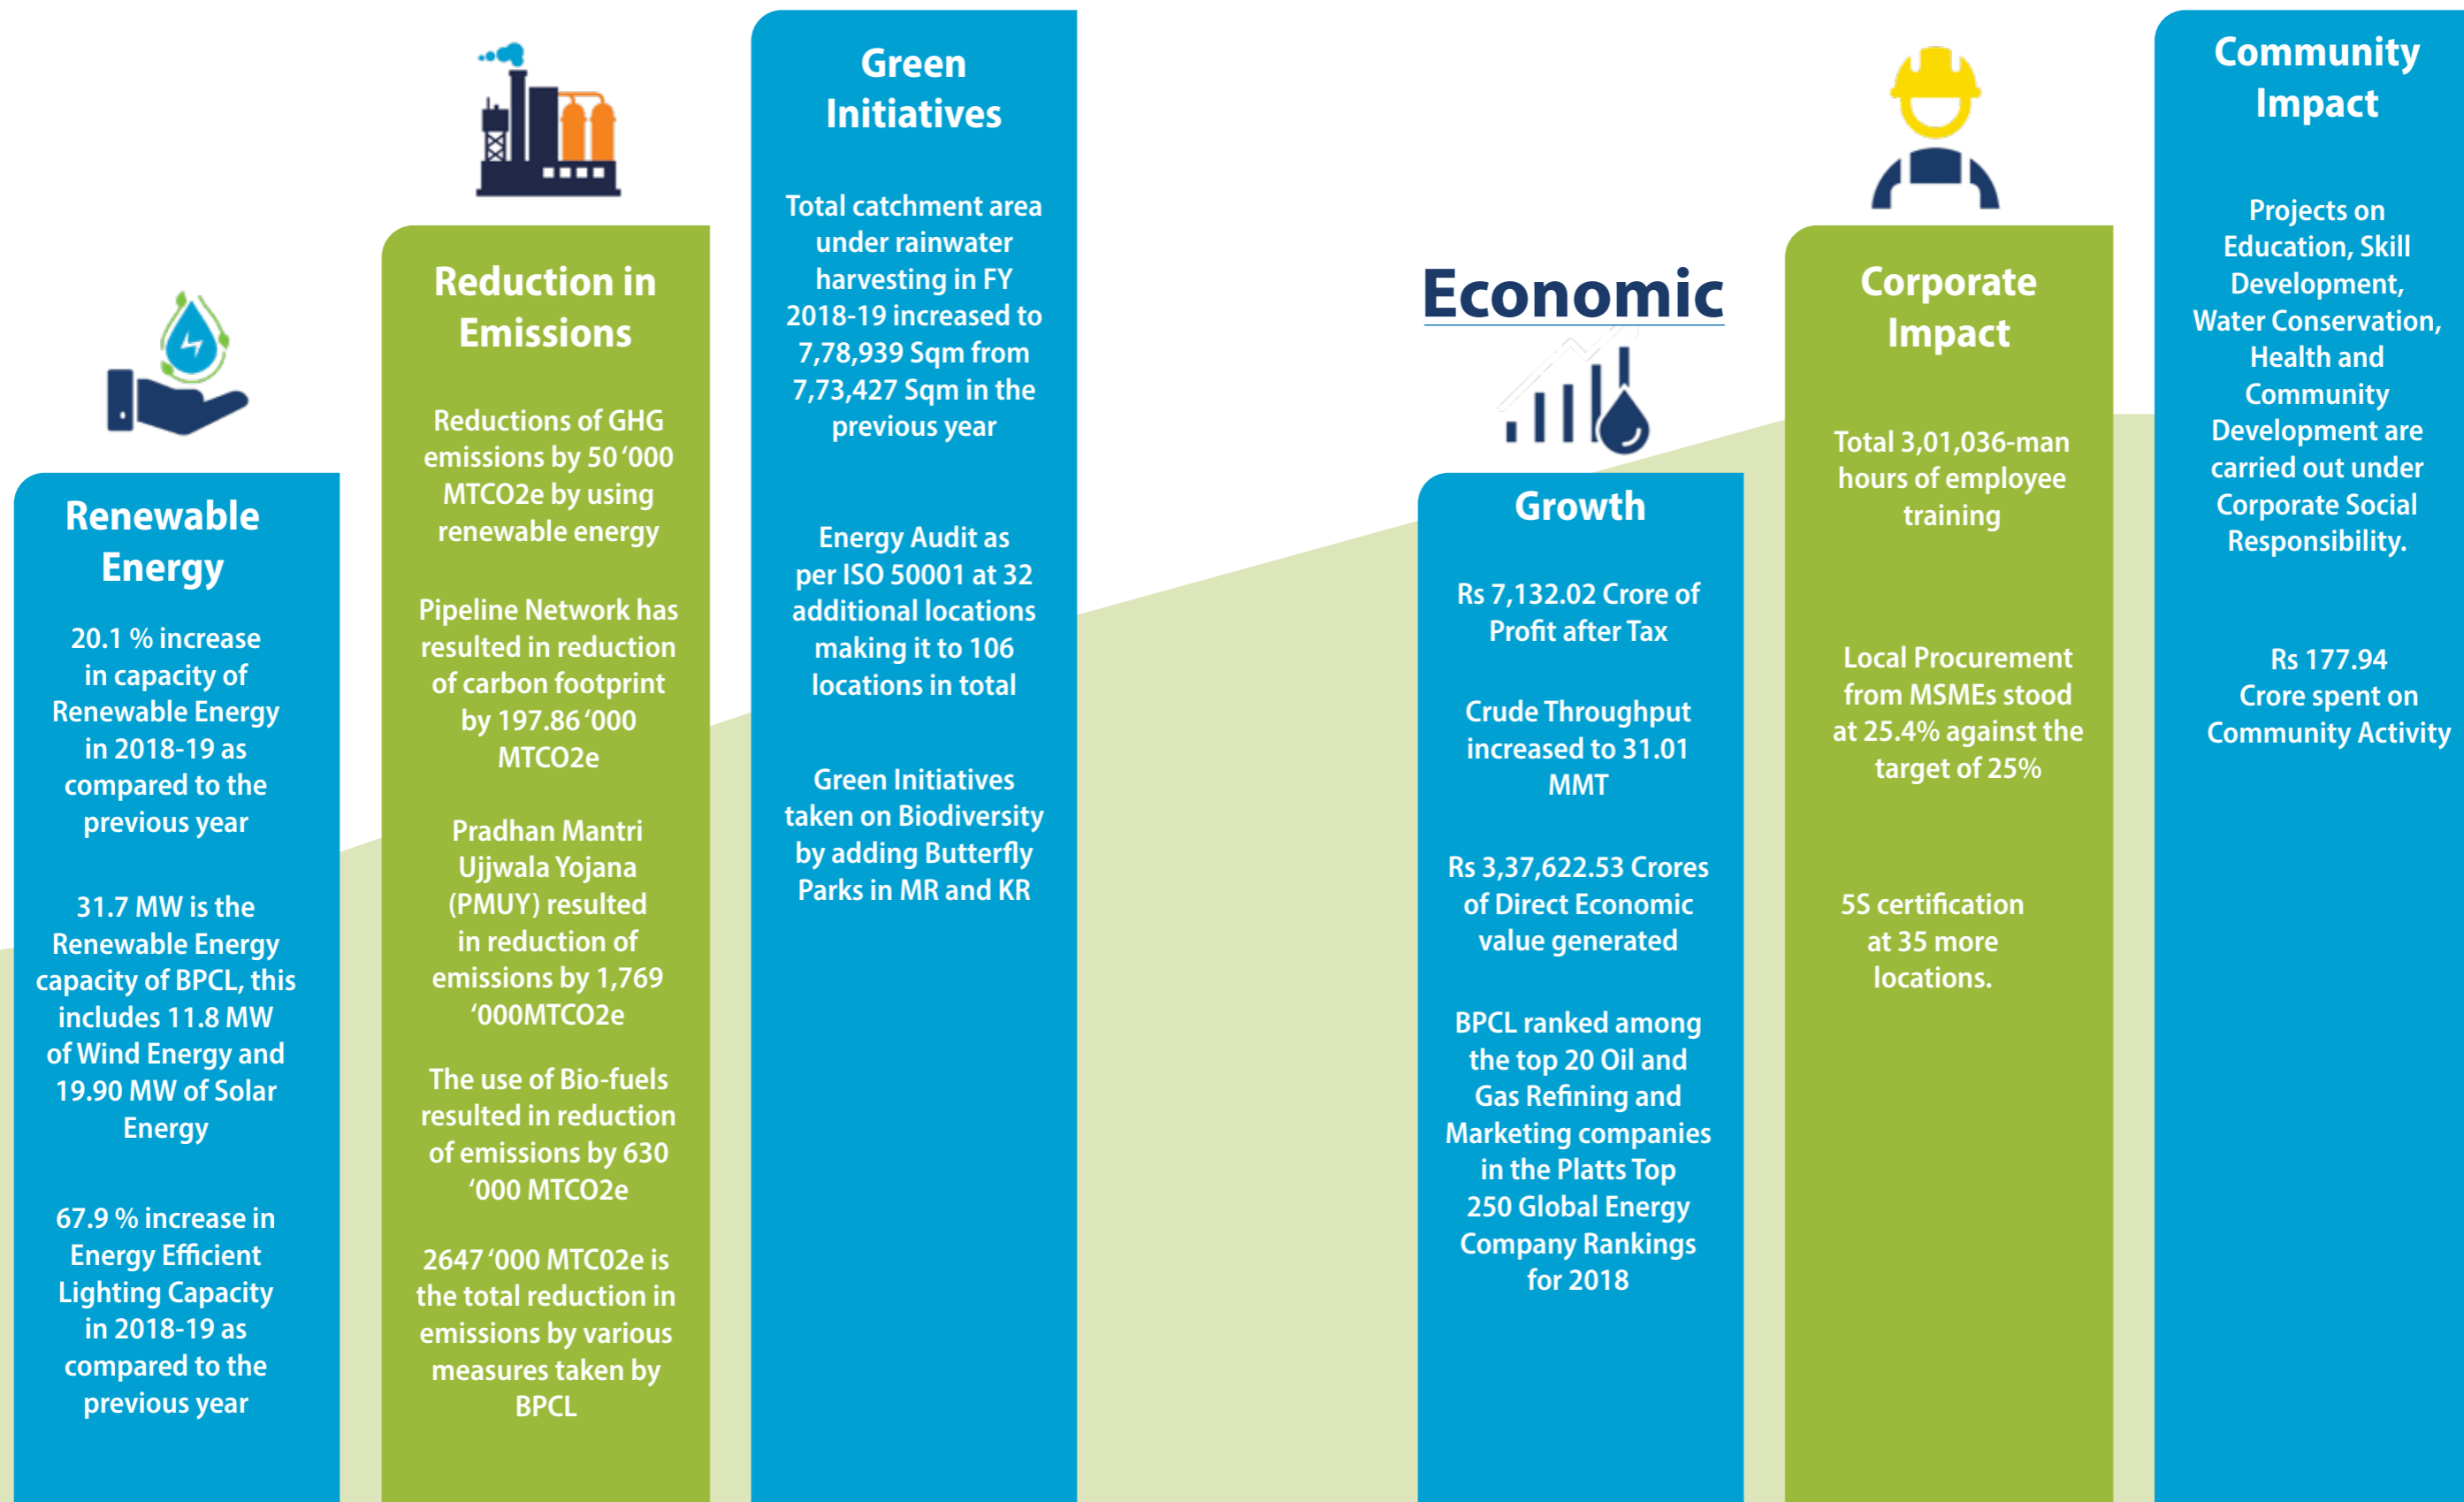 Renewable
Energy
20.1 % increase
in capacity of
Renewable Energy
in 2018-19 as
compared to the
previous year
31.7 MW is the
Renewable Energy
capacity of BPCL, this
includes 11.8 MW
of Wind Energy and
19.90 MW of Solar
Energy
67.9 % increase in
Energy Efficient
Lighting Capacity
in 2018-19 as
compared to the
previous year
Reduction in
Emissions
Reductions of GHG
emissions by 50 ‘000
MTCO2e by using
renewable energy
Pipeline Network has
resulted in reduction
of carbon footprint
by 197.86 ‘000
MTCO2e
Pradhan Mantri
Ujjwala Yojana
(PMUY) resulted
in reduction of
emissions by 1,769
‘000MTCO2e
The use of Bio-fuels
resulted in reduction
of emissions by 630
‘000 MTCO2e
2647 ‘000 MTC02e is
the total reduction in
emissions by various
measures taken by
BPCL
Green
Initiatives
Total catchment area
under rainwater
harvesting in FY
2018-19 increased to
7,78,939 Sqm from
7,73,427 Sqm in the
previous year
Energy Audit as
per ISO 50001 at 32
additional locations
making it to 106
locations in total
Green Initiatives
taken on Biodiversity
by adding Butterfly
Parks in MR and KR
Economic
Growth
Rs 7,132.02 Crore of
Profit after Tax
Crude Throughput
increased to 31.01
MMT
Rs 3,37,622.53 Crores
of Direct Economic
value generated
BPCL ranked among
the top 20 Oil and
Gas Refining and
Marketing companies
in the Platts Top
250 Global Energy
Company Rankings
for 2018
Corporate
Impact
Total 3,01,036-man
hours of employee
training
Local Procurement
from MSMEs stood
at 25.4% against the
target of 25%
5S certification
at 35 more
locations.
Community
Impact
Projects on
Education, Skill
Development,
Water Conservation,
Health and
Community
Development are
carried out under
Corporate Social
Responsibility.
Rs 177.94
Crore spent on
Community Activity